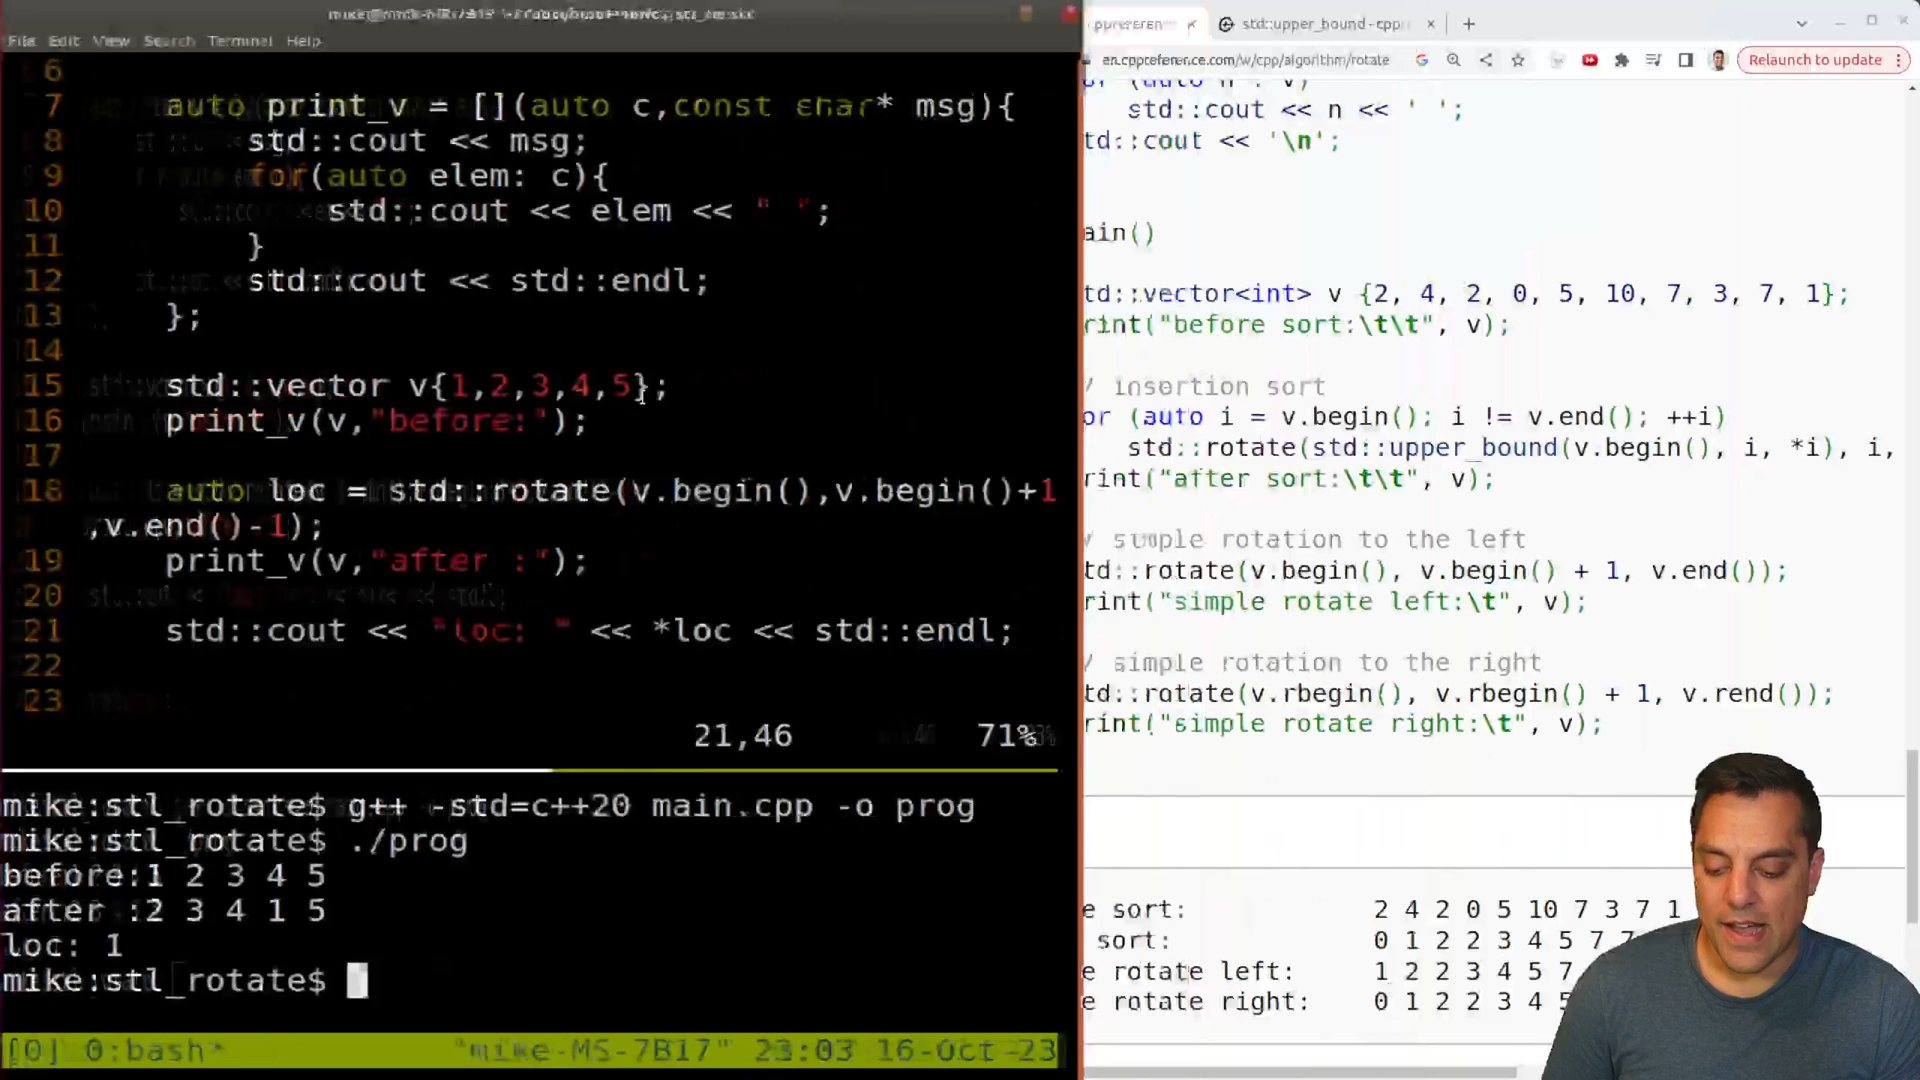 File Edit View Search Terminal Help
6
7 auto print_v = [](auto c,const char* msg){
8 std::cout << msg;
9 for(auto elem: c){
10 std::cout << elem << " ";
11 }
12 std::cout << std::endl;
13 };
14
15 std::vector v{1,2,3,4,5};
16 print_v(v,"before:");
17
18 auto loc = std::rotate(v.begin(),v.begin()+1
,v.end()-1);
19 print_v(v,"after :");
20
21 std::cout << "loc: " << *loc << std::endl;
22
23
21,46 71%
mike:stl_rotate$ g++ -std=c++20 main.cpp -o prog
mike:stl_rotate$ ./prog
before:1 2 3 4 5
after :2 3 4 1 5
loc: 1
mike:stl_rotate$
[0] 0:bash* "mike-MS-7B17" 23:03 16-Oct-23
ppreferen std::upper_bound - cpp
en.cppreference.com/w/cpp/algorithm/rotate Relaunch to update
or (auto n : v)
std::cout << n << ' ';
td::cout << '\n';
ain()
td::vector<int> v {2, 4, 2, 0, 5, 10, 7, 3, 7, 1};
rint("before sort:\t\t", v);
/ insertion sort
or (auto i = v.begin(); i != v.end(); ++i)
std::rotate(std::upper_bound(v.begin(), i, *i), i,
rint("after sort:\t\t", v);
/ simple rotation to the left
td::rotate(v.begin(), v.begin() + 1, v.end());
rint("simple rotate left:\t", v);
/ simple rotation to the right
td::rotate(v.rbegin(), v.rbegin() + 1, v.rend());
rint("simple rotate right:\t", v);
e sort: 2 4 2 0 5 10 7 3 7 1
sort: 0 1 2 2 3 4 5 7 7
e rotate left: 1 2 2 3 4 5 7
e rotate right: 0 1 2 2 3 4 5